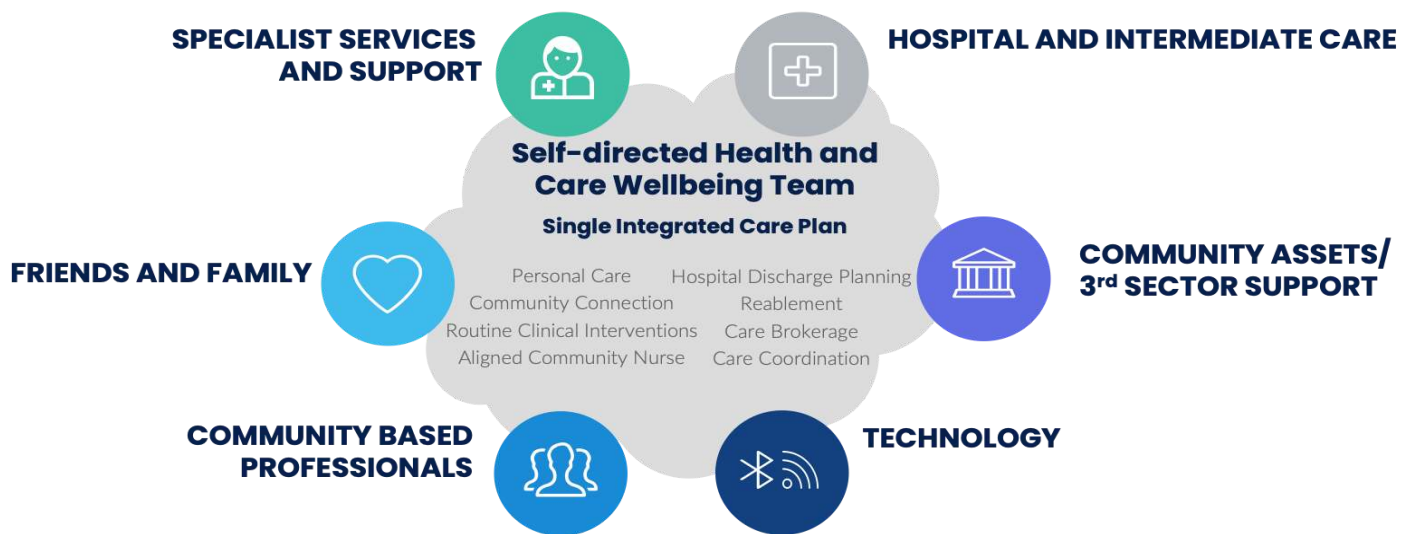 SPECIALIST SERVICES
AND SUPPORT
HOSPITAL AND INTERMEDIATE CARE
Self-directed Health and
Care Wellbeing Team
Single Integrated Care Plan
FRIENDS AND FAMILY
COMMUNITY ASSETS/
3rd SECTOR SUPPORT
Personal Care
Community Connection
Routine Clinical Interventions
Aligned Community Nurse
Hospital Discharge Planning
Reablement
Care Brokerage
Care Coordination
COMMUNITY BASED
PROFESSIONALS
TECHNOLOGY